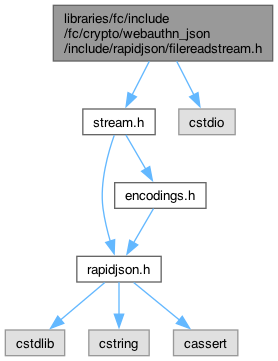 libraries/fc/include
/fc/crypto/webauthn_json
/include/rapidjson/filereadstream.h
stream.h
cstdio
encodings.h
rapidjson.h
cstdlib
cstring
cassert